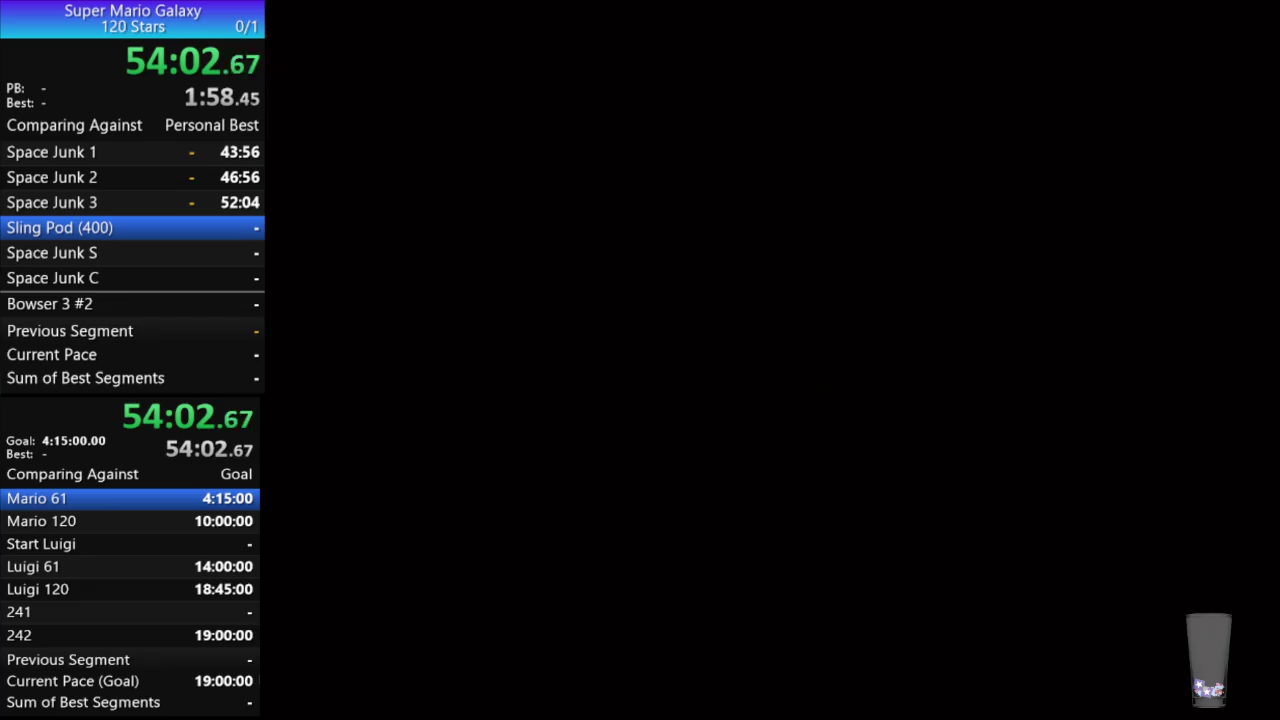 Super Mario Galaxy
120 Stars 0/1
54:02.67
PB: -
Best: - 1:58.45
Comparing Against Personal Best
Space Junk 1 - 43:56
Space Junk 2 - 46:56
Space Junk 3 - 52:04
Sling Pod (400) -
Space Junk S -
Space Junk C -
Bowser 3 #2 -
Previous Segment -
Current Pace -
Sum of Best Segments -
54:02.67
Goal: 4:15:00.00
Best: - 54:02.67
Comparing Against Goal
Mario 61 4:15:00
Mario 120 10:00:00
Start Luigi -
Luigi 61 14:00:00
Luigi 120 18:45:00
241 -
242 19:00:00
Previous Segment -
Current Pace (Goal) 19:00:00
Sum of Best Segments -